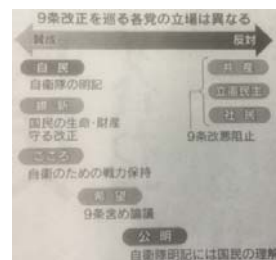 9条改正を巡る各党の立場は異なる
賛成
反対
自民
自衛隊の明記
維新
国民の生命・財産
守る改正
こころ
自衛のための戦力保持
希望
9条含め論議
公明
自衛隊明記には国民の理解
共産
立憲民主
社民
9条改悪阻止